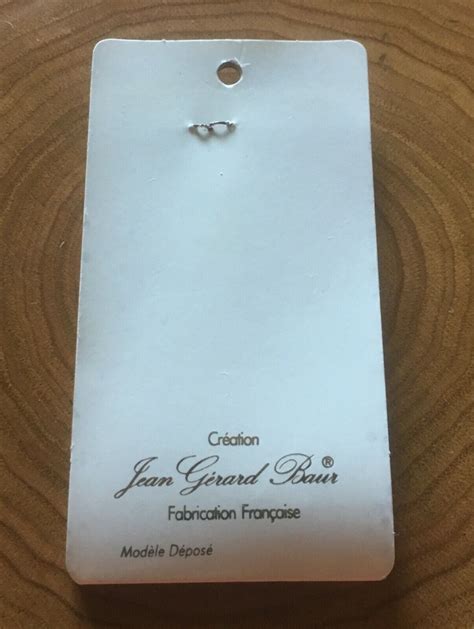 Création
Jean Gérard Baur®
Fabrication Française
Modèle Déposé